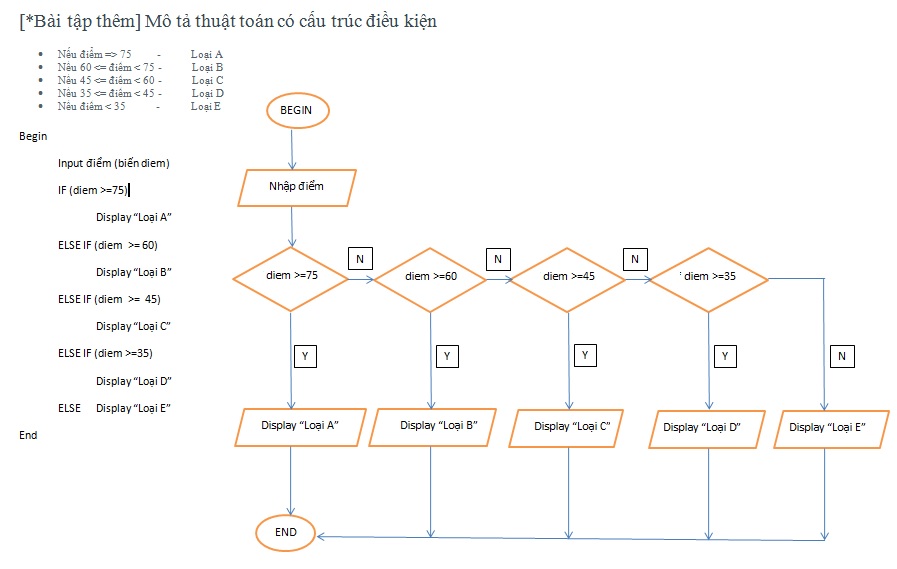 [*Bài tập thêm] Mô tả thuật toán có cấu trúc điều kiện
Nếu điểm => 75 - Loại A
Nếu 60 <= điểm < 75 - Loại B
Nếu 45 <= điểm < 60 - Loại C
Nếu 35 <= điểm < 45 - Loại D
Nếu điểm < 35 - Loại E
Begin
Input điểm (biến diem)
IF (diem >=75)
Display “Loại A”
ELSE IF (diem >= 60)
Display “Loại B”
ELSE IF (diem >= 45)
Display “Loại C”
ELSE IF (diem >=35)
Display “Loại D”
ELSE Display “Loại E”
End
BEGIN
Nhập điểm
diem >=75
N
diem >=60
N
diem >=45
N
diem >=35
Y
Y
Y
Y
N
Display “Loại A”
Display “Loại B”
Display “Loại C”
Display “Loại D”
Display “Loại E”
END